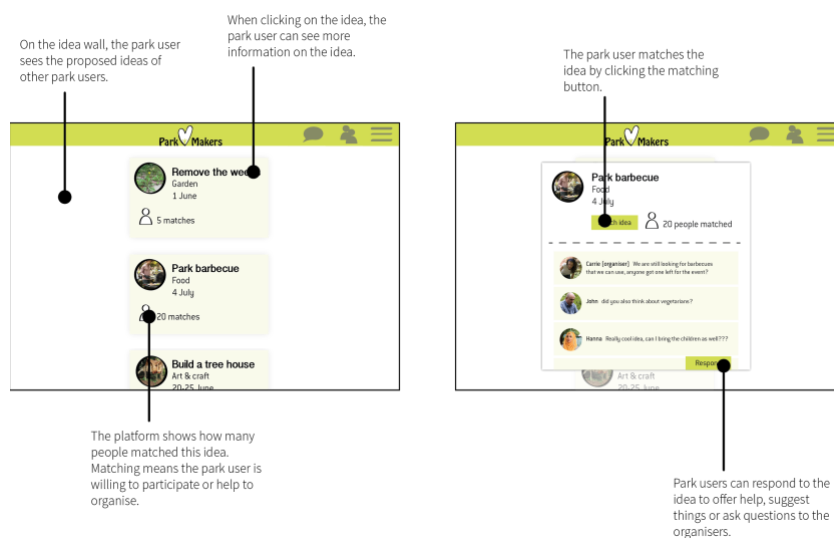 On the idea wall, the park user
sees the proposed ideas of
other park users.
When clicking on the idea, the
park user can see more
information on the idea.
The park user matches the
idea by clicking the matching
button.
Park Makers
Remove the
Garden
1 June
5 matches
Park barbecue
Food
4 July
20 matches
Build a tree house
Art & craft
20-25 June
Park Makers
Park barbecue
Food
4 July
idea
20 people matched
Carrie [organiser] We are still looking for barbecues
that we can use, anyone got one left for the event?
John did you also think about vegetarians?
Hanna Really cool idea, can I bring the children as well???
Art & craft
20-25 June
The platform shows how many
people matched this idea.
Matching means the park user is
willing to participate or help to
organise.
Park users can respond to the
idea to offer help, suggest
things or ask questions to the
organisers.